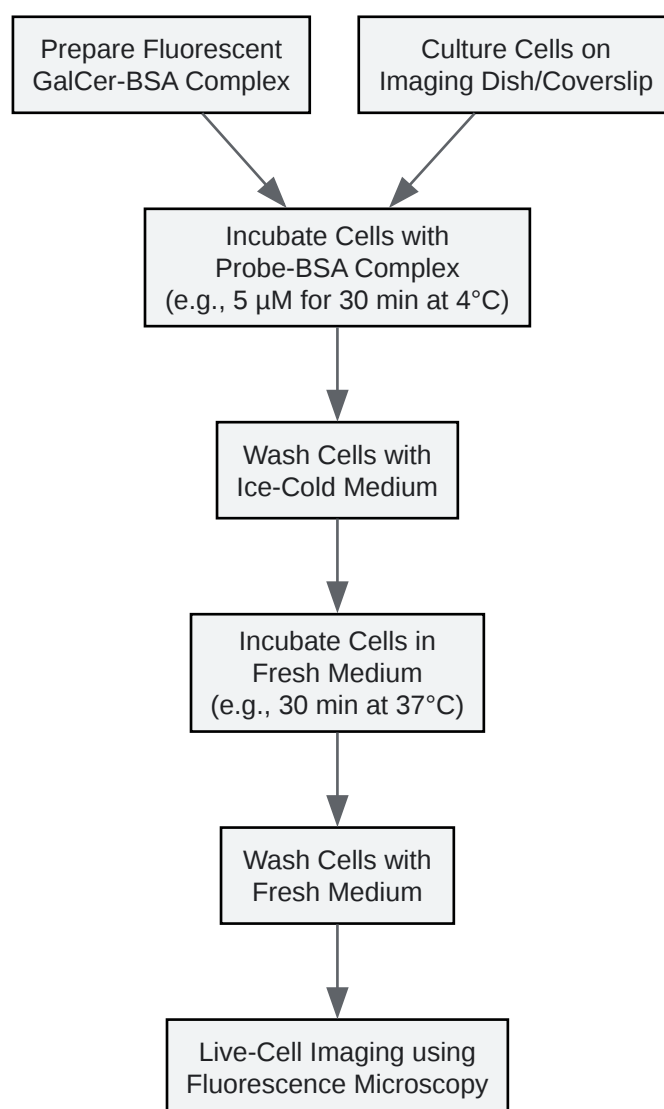 Prepare Fluorescent
GalCer-BSA Complex
Culture Cells on
Imaging Dish/Coverslip
Incubate Cells with
Probe-BSA Complex
(e.g., 5 µM for 30 min at 4°C)
Wash Cells with
Ice-Cold Medium
Incubate Cells in
Fresh Medium
(e.g., 30 min at 37°C)
Wash Cells with
Fresh Medium
Live-Cell Imaging using
Fluorescence Microscopy